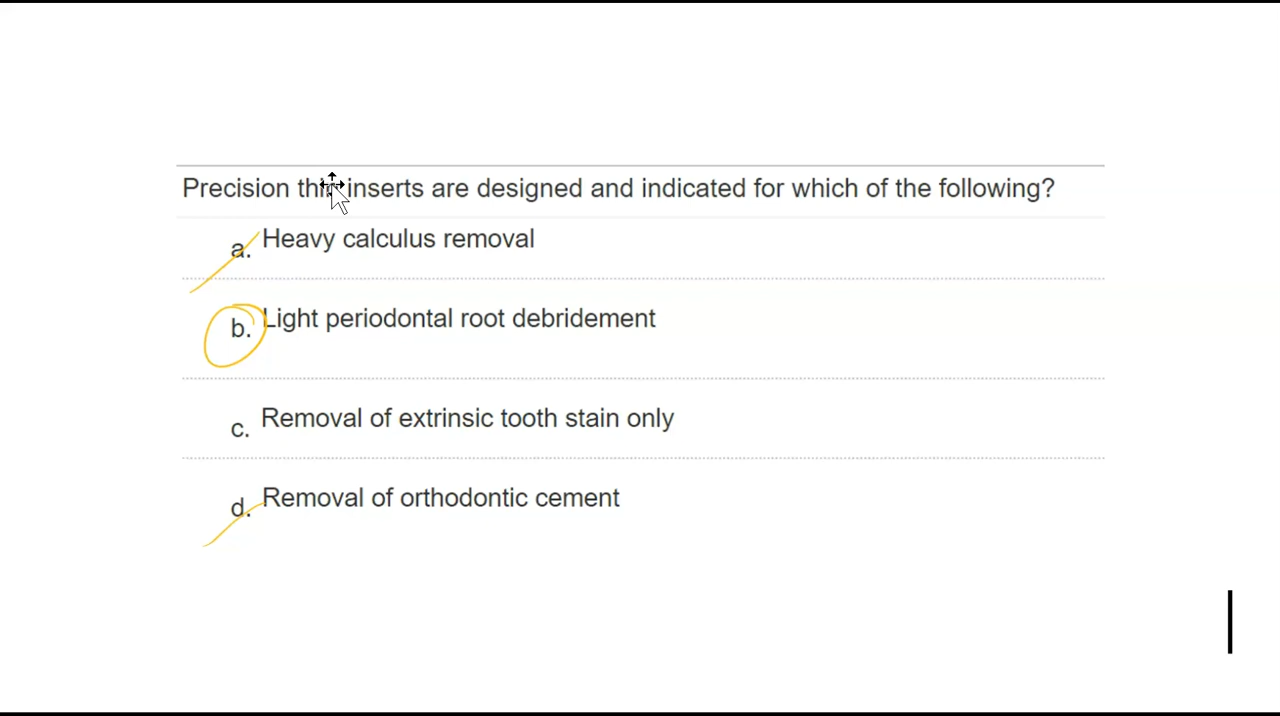 Precision thin inserts are designed and indicated for which of the following?
a. Heavy calculus removal
b. Light periodontal root debridement
c. Removal of extrinsic tooth stain only
d. Removal of orthodontic cement